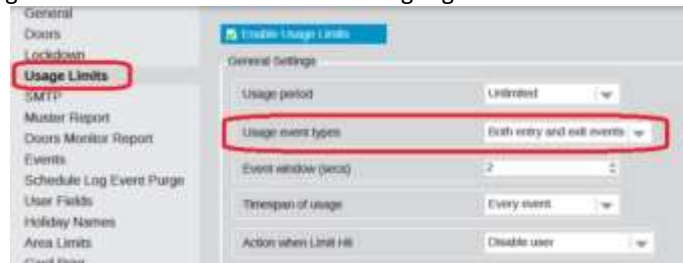 General
Doors
Lockdown
Usage Limits
SMTP
Muster Report
Doors Monitor Report
Events
Schedule Log Event Purge
User Fields
Holiday Names
Area Limits
Card Print
Enable Usage Limits
General Settings
Usage period Unlimited
Usage event types Both entry and exit events
Event window (secs) 2
Timespan of usage Every event
Action when Limit Hit Disable user